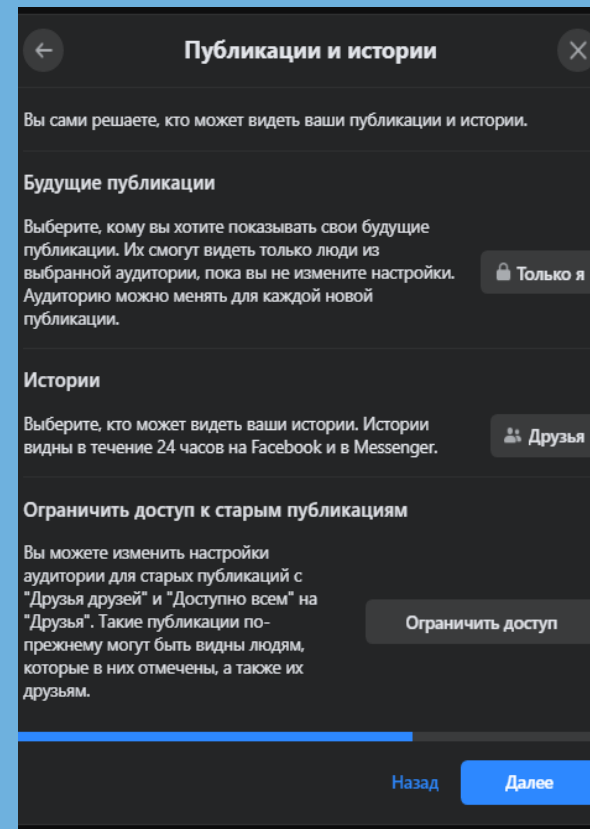 Публикации и истории
Вы сами решаете, кто может видеть ваши публикации и истории.
Будущие публикации
Выберите, кому вы хотите показывать свои будущие
публикации. Их смогут видеть только люди из
выбранной аудитории, пока вы не измените настройки.
Аудиторию можно менять для каждой новой
публикации.
Только я
Истории
Выберите, кто может видеть ваши истории. Истории
видны в течение 24 часов на Facebook и в Messenger.
Друзья
Ограничить доступ к старым публикациям
Вы можете изменить настройки
аудитории для старых публикаций с
"Друзья друзей" и "Доступно всем" на
"Друзья". Такие публикации по-
прежнему могут быть видны людям,
которые в них отмечены, а также их
друзьям.
Ограничить доступ
Назад
Далее